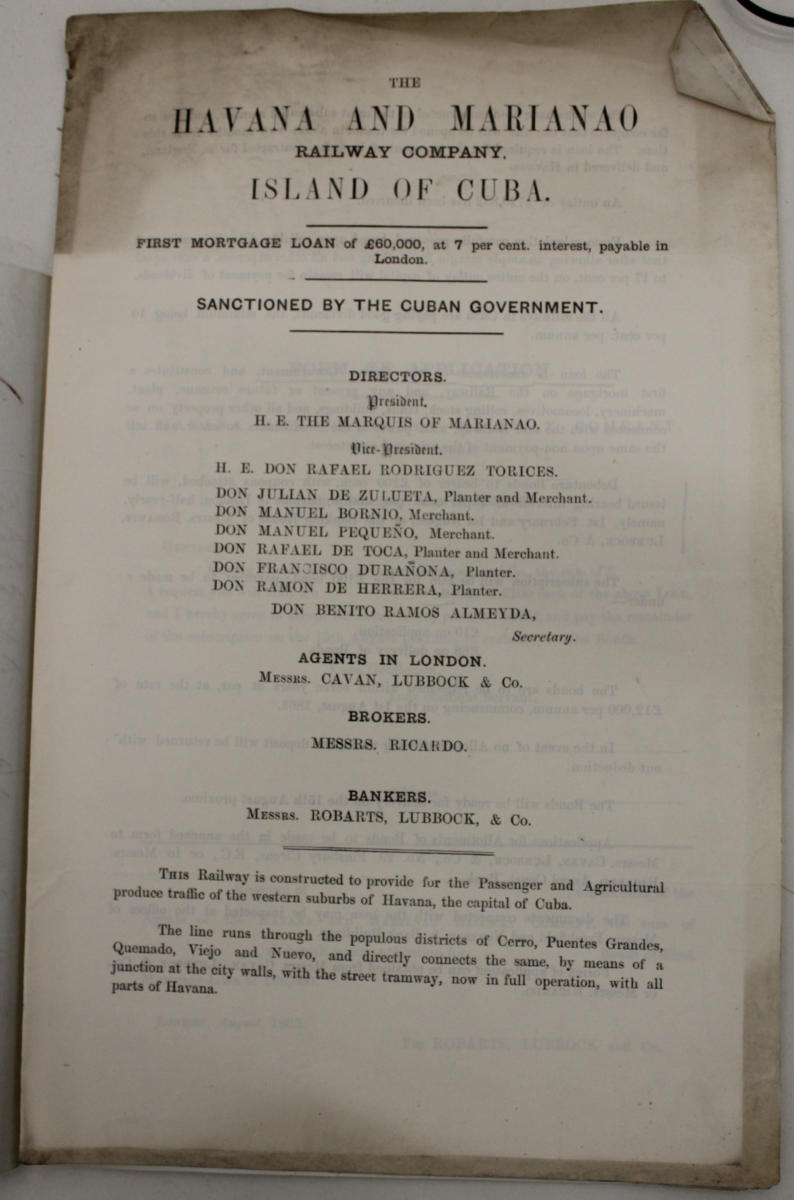 THE
HAVANA AND MARIANAO
RAILWAY COMPANY,
ISLAND OF CUBA.
FIRST MORTGAGE LOAN of £60,000, at 7 per cent. interest, payable in
London.
SANCTIONED BY THE CUBAN GOVERNMENT.
DIRECTORS.
President.
H. E. THE MARQUIS OF MARIANAO.
Vice-President.
H. E. DON RAFAEL RODRIGUEZ TORICES.
DON JULIAN DE ZULUETA, Planter and Merchant.
DON MANUEL BORNIO, Merchant.
DON MANUEL PEQUEÑO, Merchant.
DON RAFAEL DE TOCA, Planter and Merchant.
DON FRANCISCO DURAÑONA, Planter.
DON RAMON DE HERRERA, Planter.
DON BENITO RAMOS ALMEYDA,
Secretary.
AGENTS IN LONDON.
MESSRS. CAVAN, LUBBOCK & Co.
BROKERS.
MESSRS. RICARDO.
BANKERS.
MESSRS. ROBARTS, LUBBOCK, & Co.
THIS Railway is constructed to provide for the Passenger and Agricultural
produce traffic of the western suburbs of Havana, the capital of Cuba.
The line runs through the populous districts of Cerro, Puentes Grandes,
Quemado, Viejo and Nuevo, and directly connects the same, by means of a
junction at the city walls, with the street tramway, now in full operation, with all
parts of Havana.